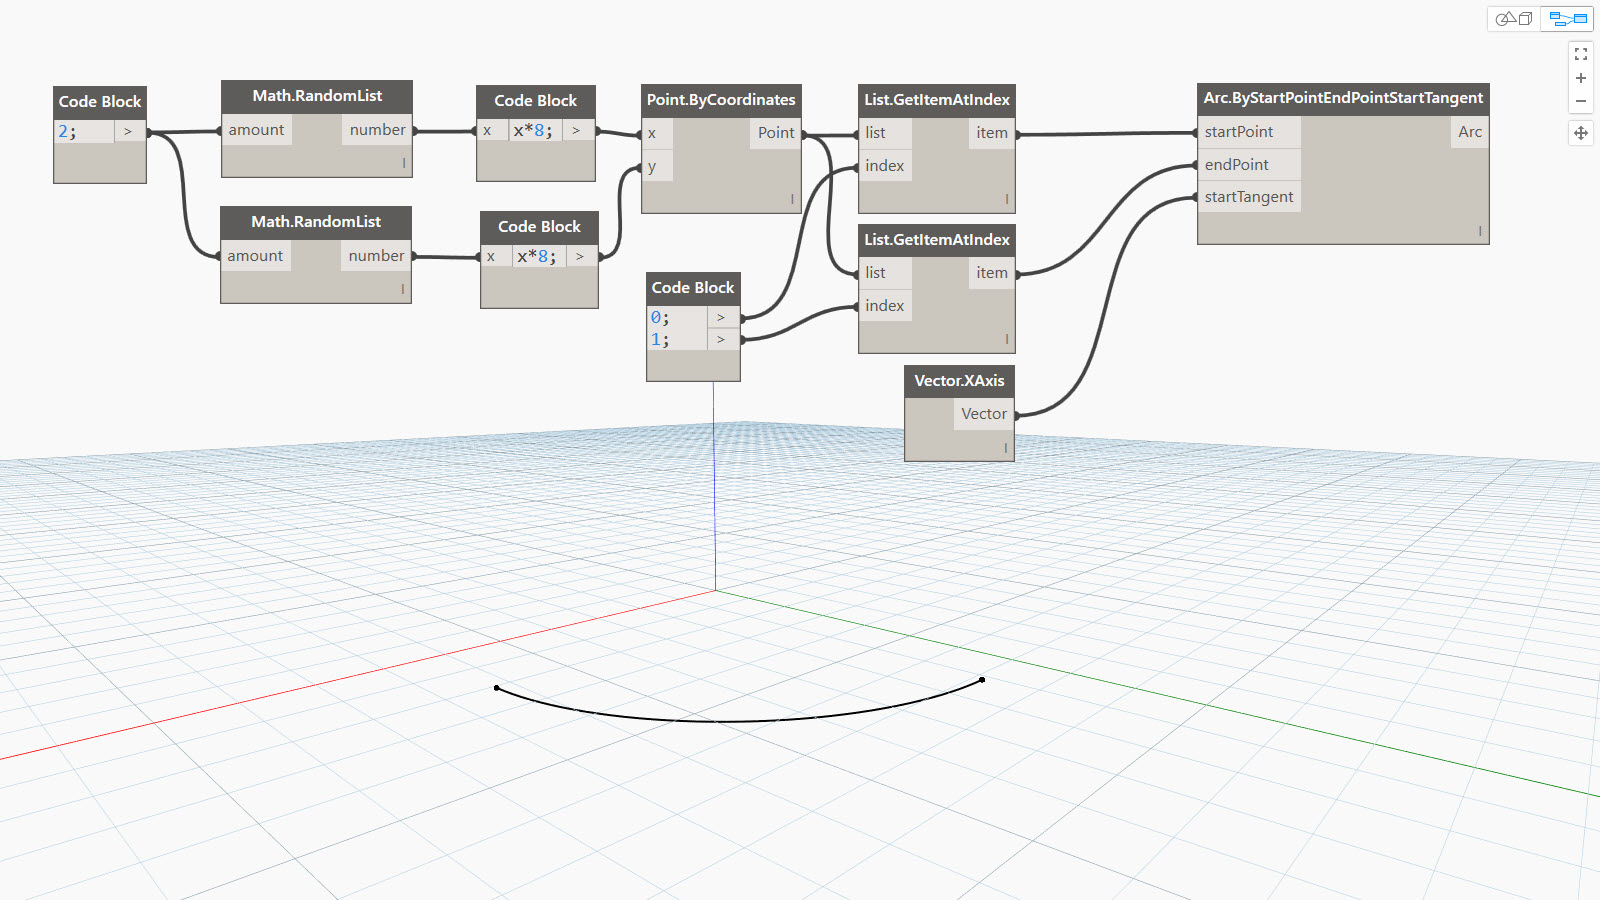 Code Block
2; >
Math.RandomList
amount number
l
Code Block
x x*8; >
Point.ByCoordinates
x Point
y
l
List.GetItemAtIndex
list item
index
l
Arc.ByStartPointEndPointStartTangent
startPoint Arc
endPoint
startTangent
l
Math.RandomList
amount number
l
Code Block
x x*8; >
Code Block
0; >
1; >
List.GetItemAtIndex
list item
index
l
Vector.XAxis
Vector
l